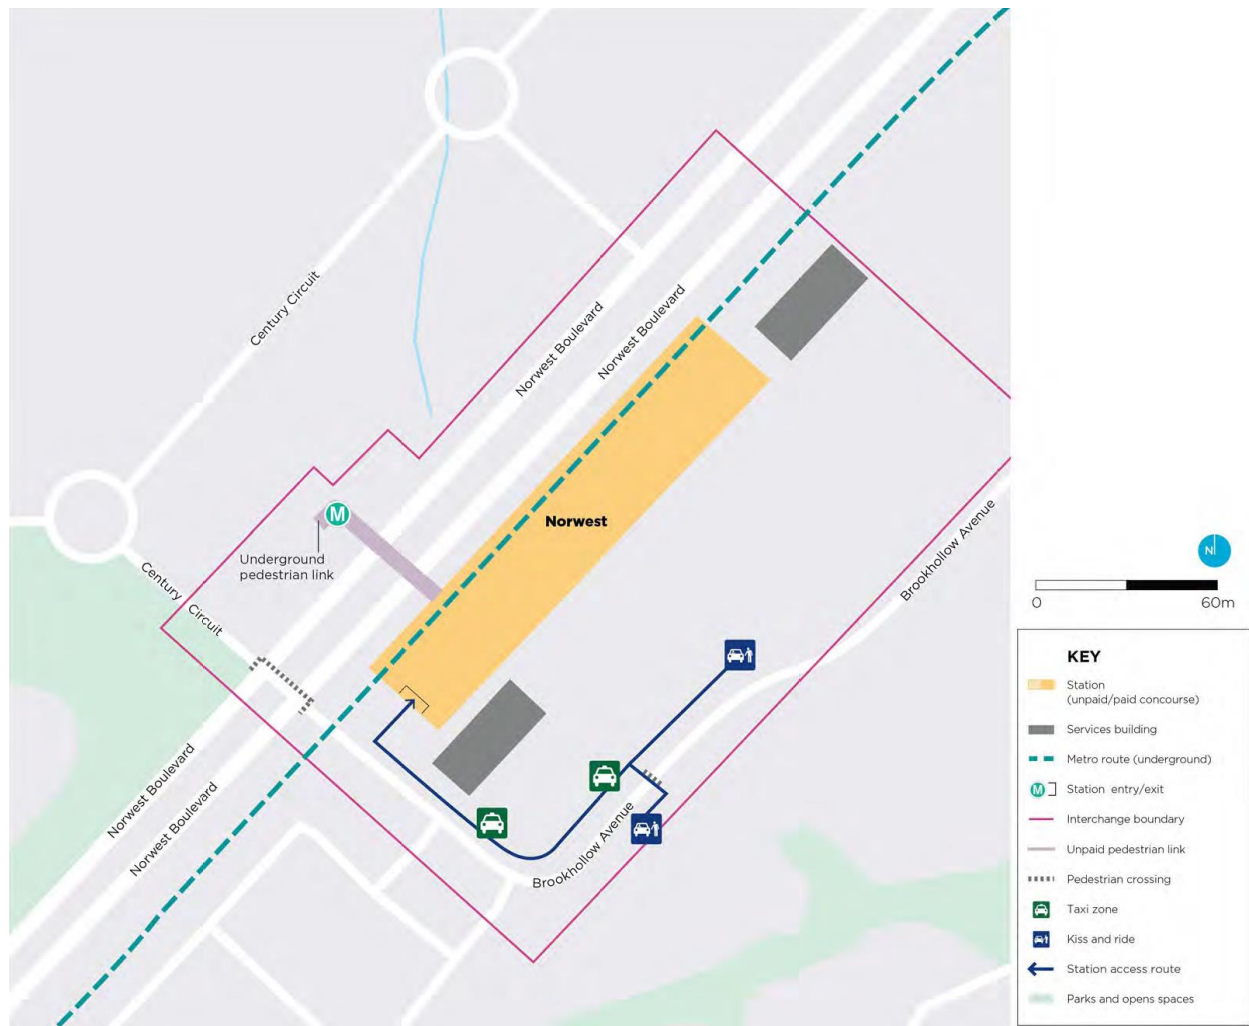 Century Circuit
Norwest Boulevard
Norwest Boulevard
Norwest
M
Underground
pedestrian link
Century Circuit
Brookhollow Avenue
Norwest Boulevard
Norwest Boulevard
Brookhollow Avenue
N
0 60m
KEY
Station
(unpaid/paid concourse)
Services building
Metro route (underground)
M Station entry/exit
Interchange boundary
Unpaid pedestrian link
Pedestrian crossing
Taxi zone
Kiss and ride
Station access route
Parks and opens spaces